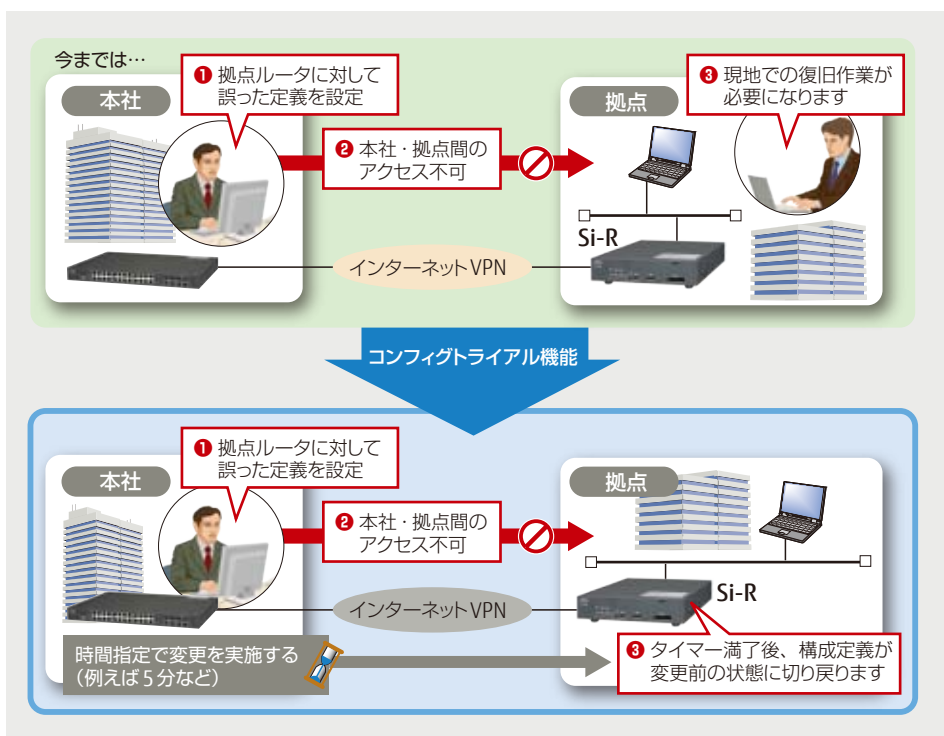 今までは…
本社
❶ 拠点ルータに対して
誤った定義を設定
❷ 本社・拠点間の
アクセス不可
拠点
❸ 現地での復旧作業が
必要になります
Si-R
インターネットVPN
コンフィグトライアル機能
本社
❶ 拠点ルータに対して
誤った定義を設定
❷ 本社・拠点間の
アクセス不可
拠点
インターネットVPN
Si-R
時間指定で変更を実施する
（例えば5分など）
❸ タイマー満了後、構成定義が
変更前の状態に切り戻ります